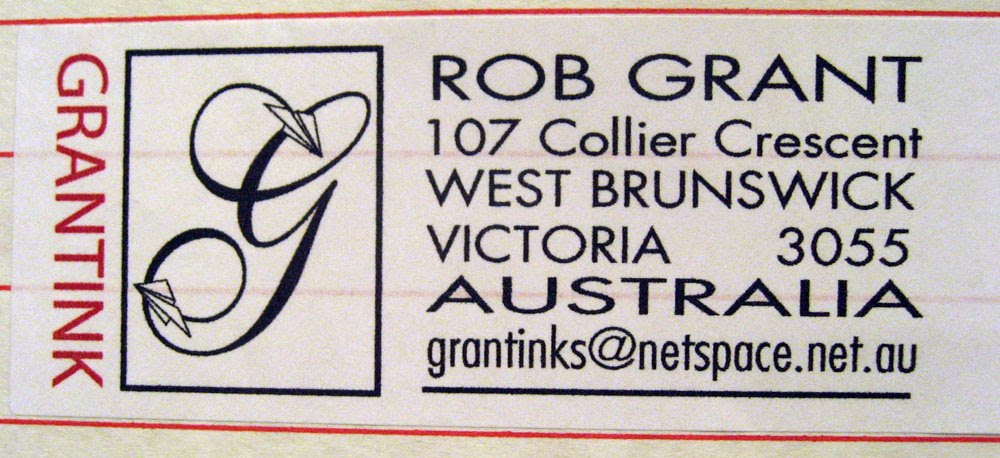 GRANTINK
G
ROB GRANT
107 Collier Crescent
WEST BRUNSWICK
VICTORIA 3055
AUSTRALIA
grantinks@netspace.net.au